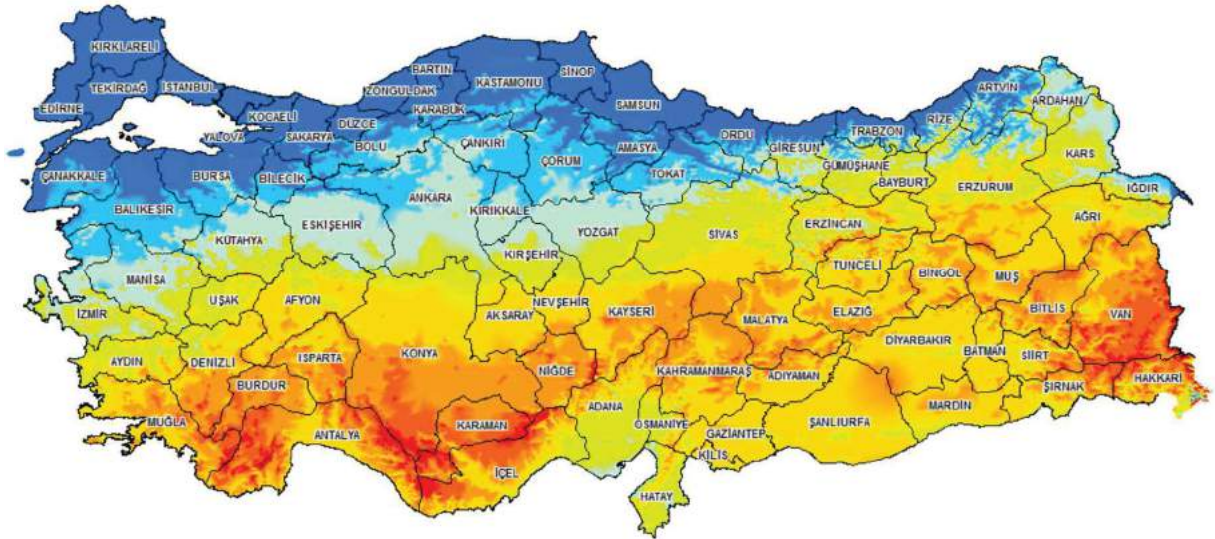 KIRKLARELİ
EDİRNE
TEKİRDAĞ
İSTANBUL
KOCAELİ
YALOVA
SAKARYA
DÜZCE
ZONGULDAK
BARTIN
KARABÜK
KASTAMONU
SİNOP
SAMSUN
ORDU
GİRESUN
TRABZON
RİZE
ARTVİN
ARDAHAN
ÇANAKKALE
BURSA
BİLECİK
BOLU
ÇANKIRI
ÇORUM
AMASYA
TOKAT
GÜMÜŞHANE
BAYBURT
ERZURUM
KARS
IĞDIR
BALIKESİR
KÜTAHYA
ESKİŞEHİR
ANKARA
KIRIKKALE
YOZGAT
SİVAS
ERZİNCAN
AĞRI
MANİSA
UŞAK
AFYON
KIRŞEHİR
NEVŞEHİR
AKSARAY
KAYSERİ
MALATYA
TUNCELİ
ELAZIĞ
BİNGÖL
MUŞ
BİTLİS
VAN
İZMİR
AYDIN
DENİZLİ
ISPARTA
BURDUR
KONYA
NİĞDE
KAHRAMANMARAŞ
ADIYAMAN
DİYARBAKIR
BATMAN
SİİRT
ŞIRNAK
HAKKARİ
MUĞLA
ANTALYA
KARAMAN
İÇEL
ADANA
OSMANİYE
GAZİANTEP
KİLİS
ŞANLIURFA
MARDİN
HATAY